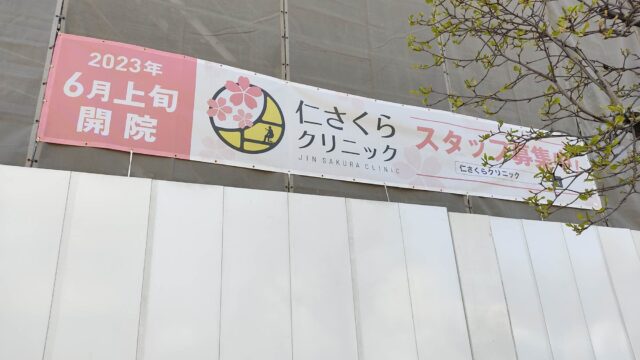 2023年
6月上旬
開院
仁さくら
クリニック
JIN SAKURA CLINIC
スタッフ募集中!
仁さくらクリニック